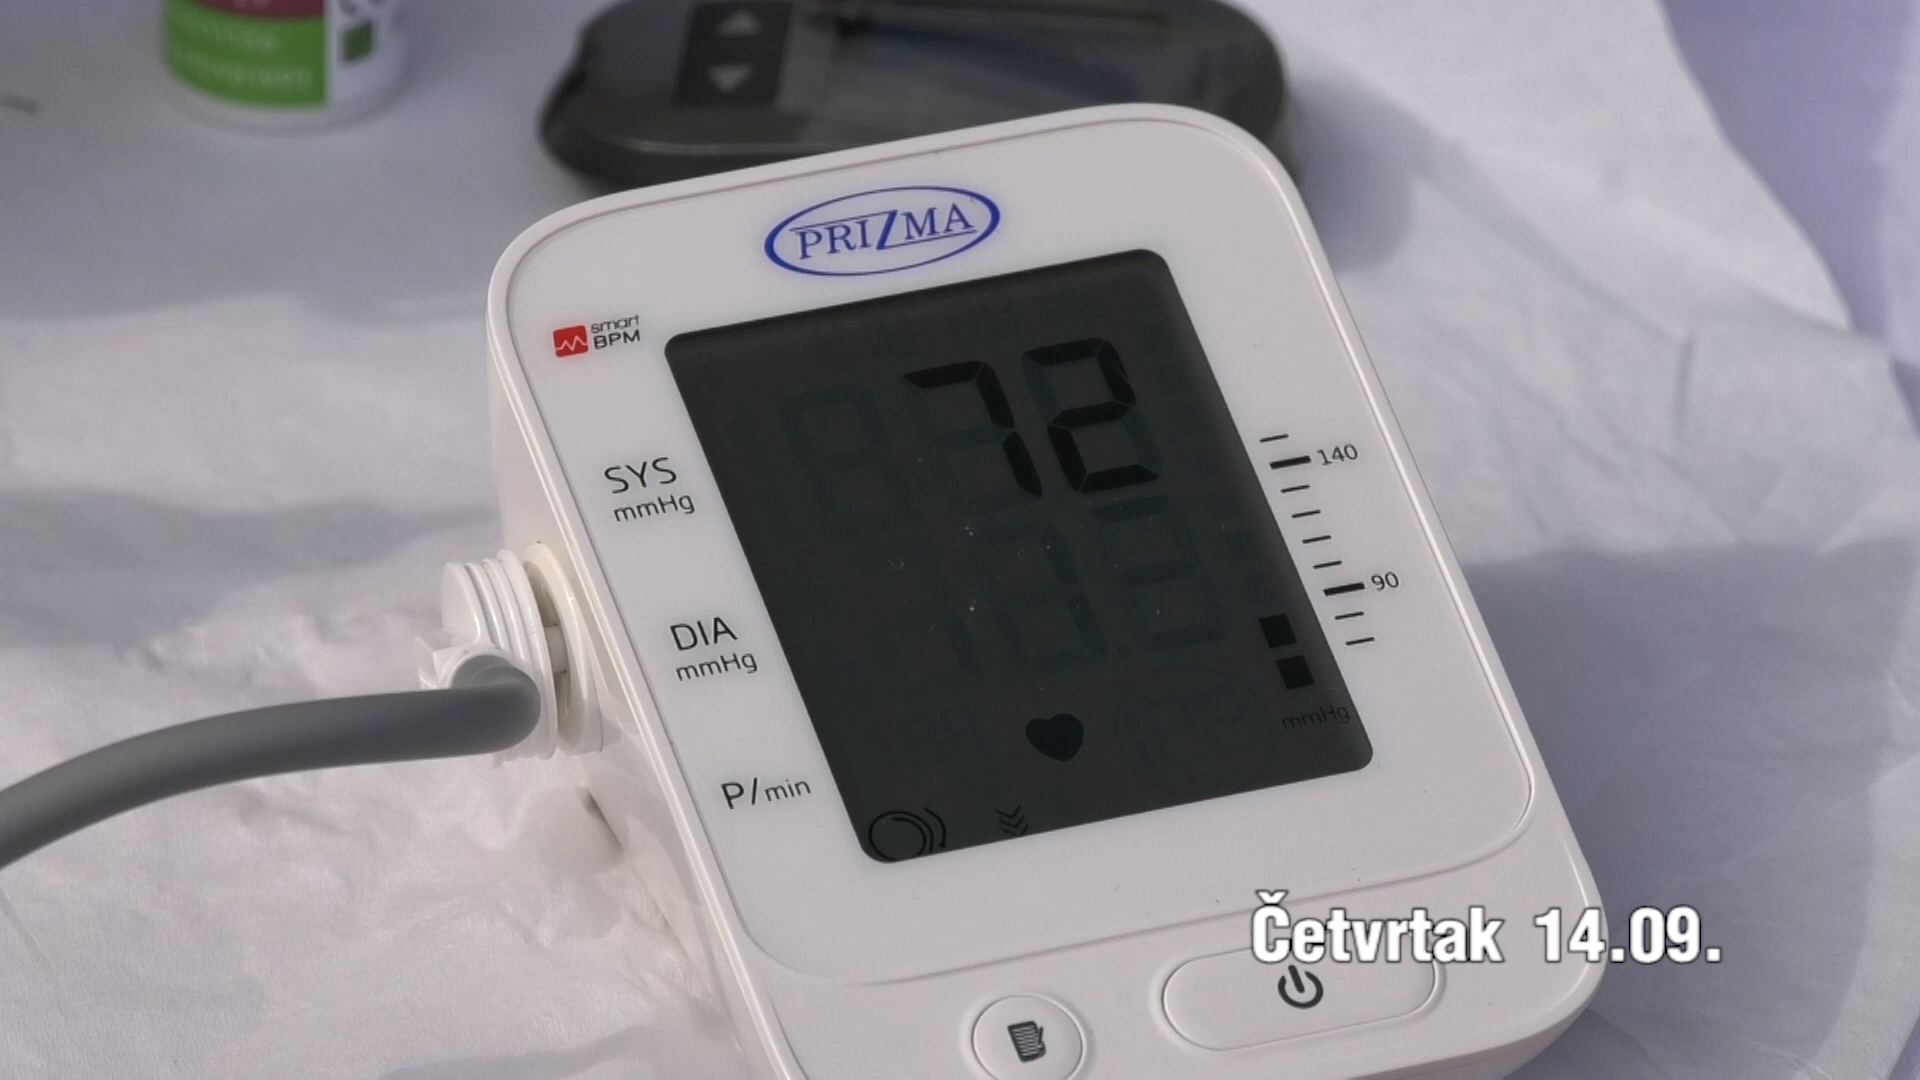 PRIZMA
smart
BPM
72
SYS
mmHg
140
90
DIA
mmHg
mmHg
P/min
Četvrtak 14.09.